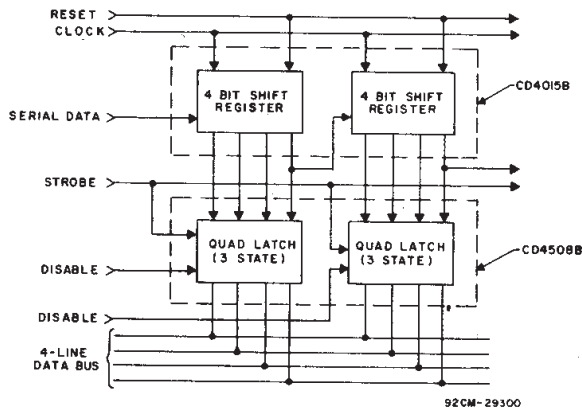 RESET
CLOCK
4 BIT SHIFT
REGISTER
4 BIT SHIFT
REGISTER
CD4015B
SERIAL DATA
STROBE
QUAD LATCH
(3 STATE)
QUAD LATCH
(3 STATE)
CD4508B
DISABLE
DISABLE
4-LINE
DATA BUS
92CM-29300